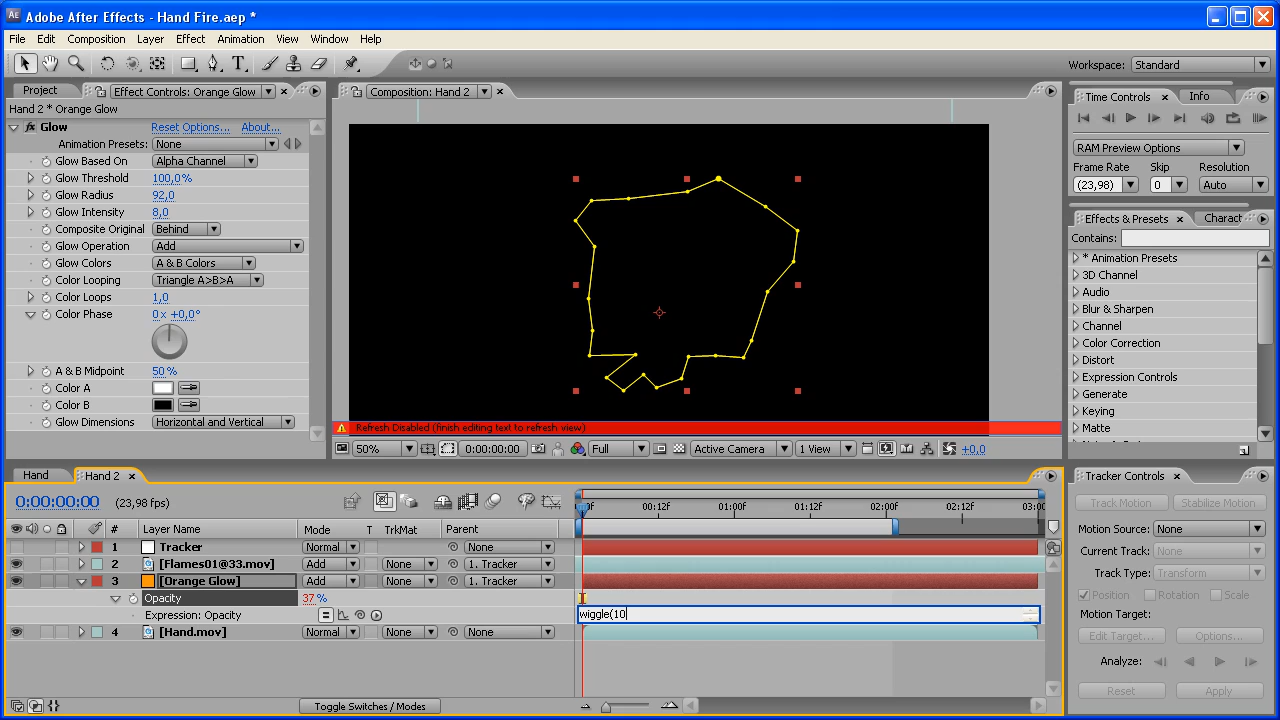 Adobe After Effects - Hand Fire.aep *
File Edit Composition Layer Effect Animation View Window Help
Workspace: Standard
Project Effect Controls: Orange Glow
Hand 2 * Orange Glow
Glow Reset Options... About...
Animation Presets: None
Glow Based On Alpha Channel
Glow Threshold 100,0%
Glow Radius 92,0
Glow Intensity 8,0
Composite Original Behind
Glow Operation Add
Glow Colors A & B Colors
Color Looping Triangle A>B>A
Color Loops 1,0
Color Phase 0x +0,0°
A & B Midpoint 50%
Color A
Color B
Glow Dimensions Horizontal and Vertical
Composition: Hand 2
Refresh Disabled (finish editing text to refresh view)
50% 0:00:00:00 Full Active Camera 1 View +0,0
Time Controls Info
RAM Preview Options
Frame Rate Skip Resolution
(23,98) 0 Auto
Effects & Presets Charact
Contains:
* Animation Presets
3D Channel
Audio
Blur & Sharpen
Channel
Color Correction
Distort
Expression Controls
Generate
Keying
Matte
Hand Hand 2
0:00:00:00 (23,98 fps)
00:12F 01:00F 01:12F 02:00F 02:12F 03:00
# Layer Name Mode T TrkMat Parent
1 Tracker Normal None
2 [Flames01@33.mov] Add None 1. Tracker
3 [Orange Glow] Add None 1. Tracker
Opacity 37 %
Expression: Opacity wiggle(10
4 [Hand.mov] Normal None None
Toggle Switches / Modes
Tracker Controls
Track Motion Stabilize Motion
Motion Source: None
Current Track: None
Track Type: Transform
Position Rotation Scale
Motion Target:
Edit Target... Options...
Analyze:
Reset Apply